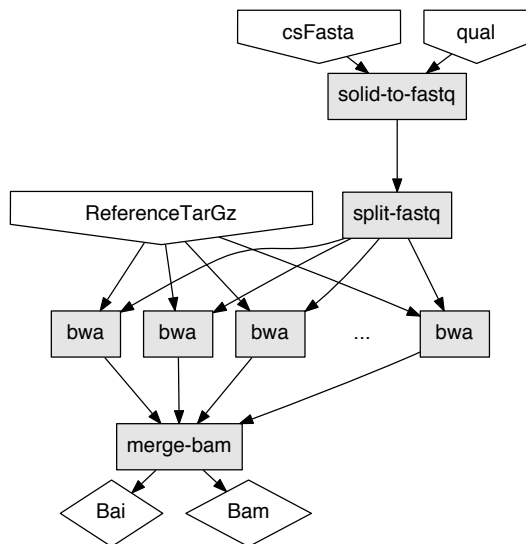 csFasta
qual
solid-to-fastq
ReferenceTarGz
split-fastq
bwa
bwa
bwa
...
bwa
merge-bam
Bai
Bam